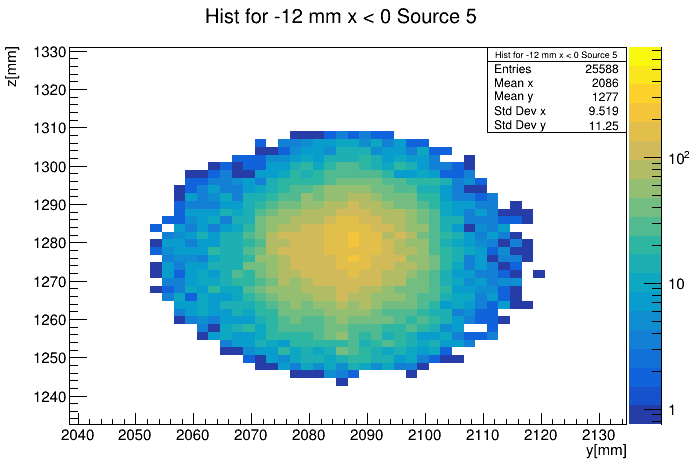 Hist for -12 mm x < 0 Source 5
z[mm]
1330
1320
1310
1300
1290
1280
1270
1260
1250
1240
Hist for -12 mm x < 0 Source 5
Entries 25588
Mean x 2086
Mean y 1277
Std Dev x 9.519
Std Dev y 11.25
10²
10
1
2040 2050 2060 2070 2080 2090 2100 2110 2120 2130
y[mm]